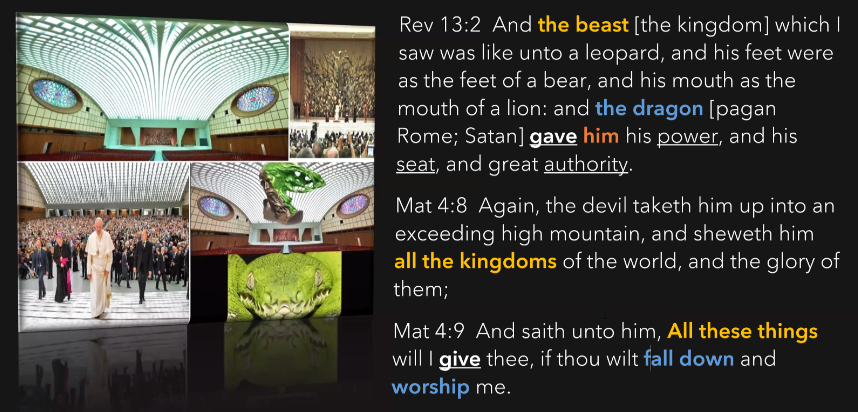 Rev 13:2  And the beast [the kingdom] which I
saw was like unto a leopard, and his feet were
as the feet of a bear, and his mouth as the
mouth of a lion: and the dragon [pagan
Rome; Satan] gave him his power, and his
seat, and great authority.
Mat 4:8  Again, the devil taketh him up into an
exceeding high mountain, and sheweth him
all the kingdoms of the world, and the glory of
them;
Mat 4:9  And saith unto him, All these things
will I give thee, if thou wilt fall down and
worship me.